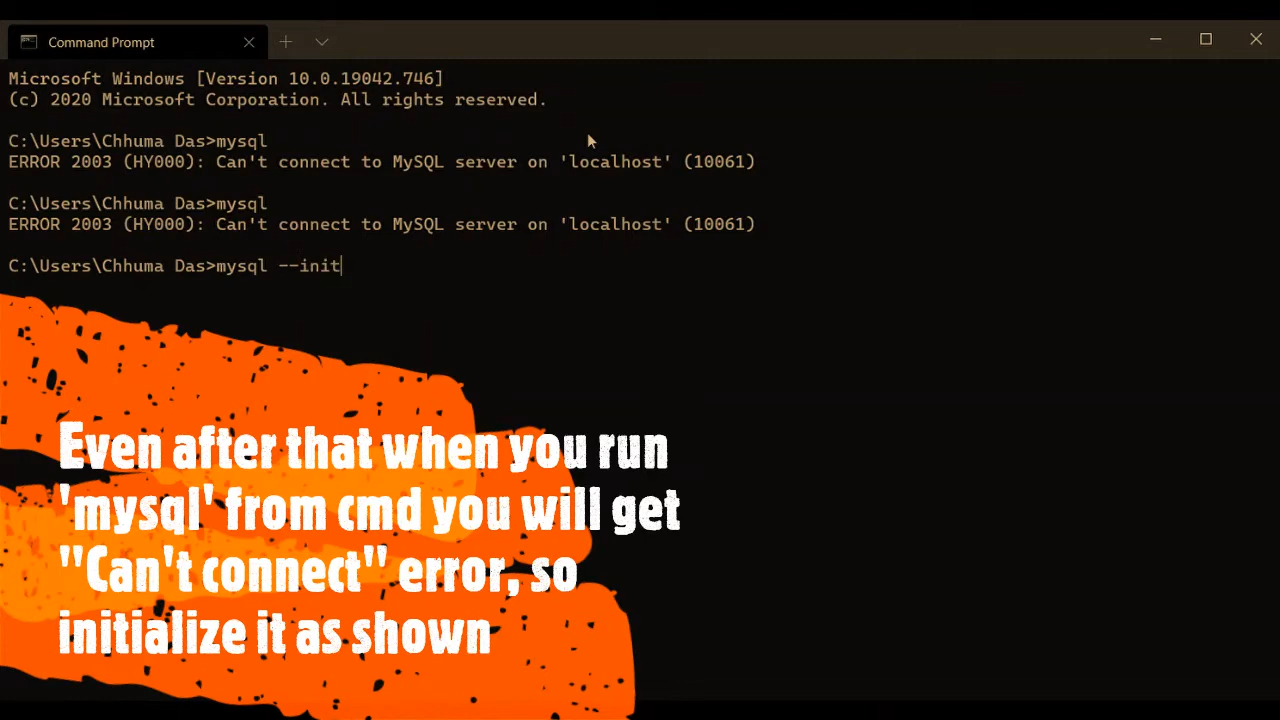 Command Prompt
Microsoft Windows [Version 10.0.19042.746]
(c) 2020 Microsoft Corporation. All rights reserved.
C:\Users\Chhuma Das>mysql
ERROR 2003 (HY000): Can't connect to MySQL server on 'localhost' (10061)
C:\Users\Chhuma Das>mysql
ERROR 2003 (HY000): Can't connect to MySQL server on 'localhost' (10061)
C:\Users\Chhuma Das>mysql --init
Even after that when you run
'mysql' from cmd you will get
"Can't connect" error, so
initialize it as shown